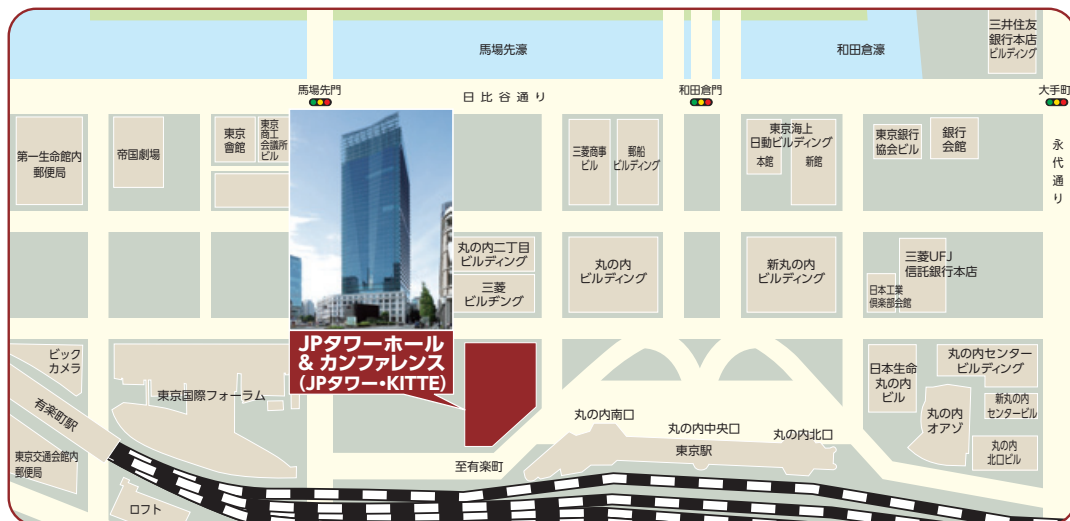 馬場先濠
和田倉濠
三井住友
銀行本店
ビルディング
馬場先門
日比谷通り
和田倉門
大手町
永代通り
第一生命館内
郵便局
帝国劇場
東京
會館
東京
商工
会議所
ビル
三菱商事
ビル
郵船
ビルディング
東京海上
日動ビルディング
本館
新館
東京銀行
協会ビル
銀行
会館
丸の内二丁目
ビルディング
三菱
ビルヂング
丸の内
ビルディング
新丸の内
ビルディング
三菱UFJ
信託銀行本店
日本工業
倶楽部会館
JPタワーホール
& カンファレンス
(JPタワー・KITTE)
ビック
カメラ
東京国際フォーラム
有楽町駅
東京交通会館内
郵便局
ロフト
至有楽町
丸の内南口
丸の内中央口
丸の内北口
東京駅
日本生命
丸の内
ビル
丸の内センター
ビルディング
丸の内
オアゾ
新丸の内
センタービル
丸の内
北口ビル